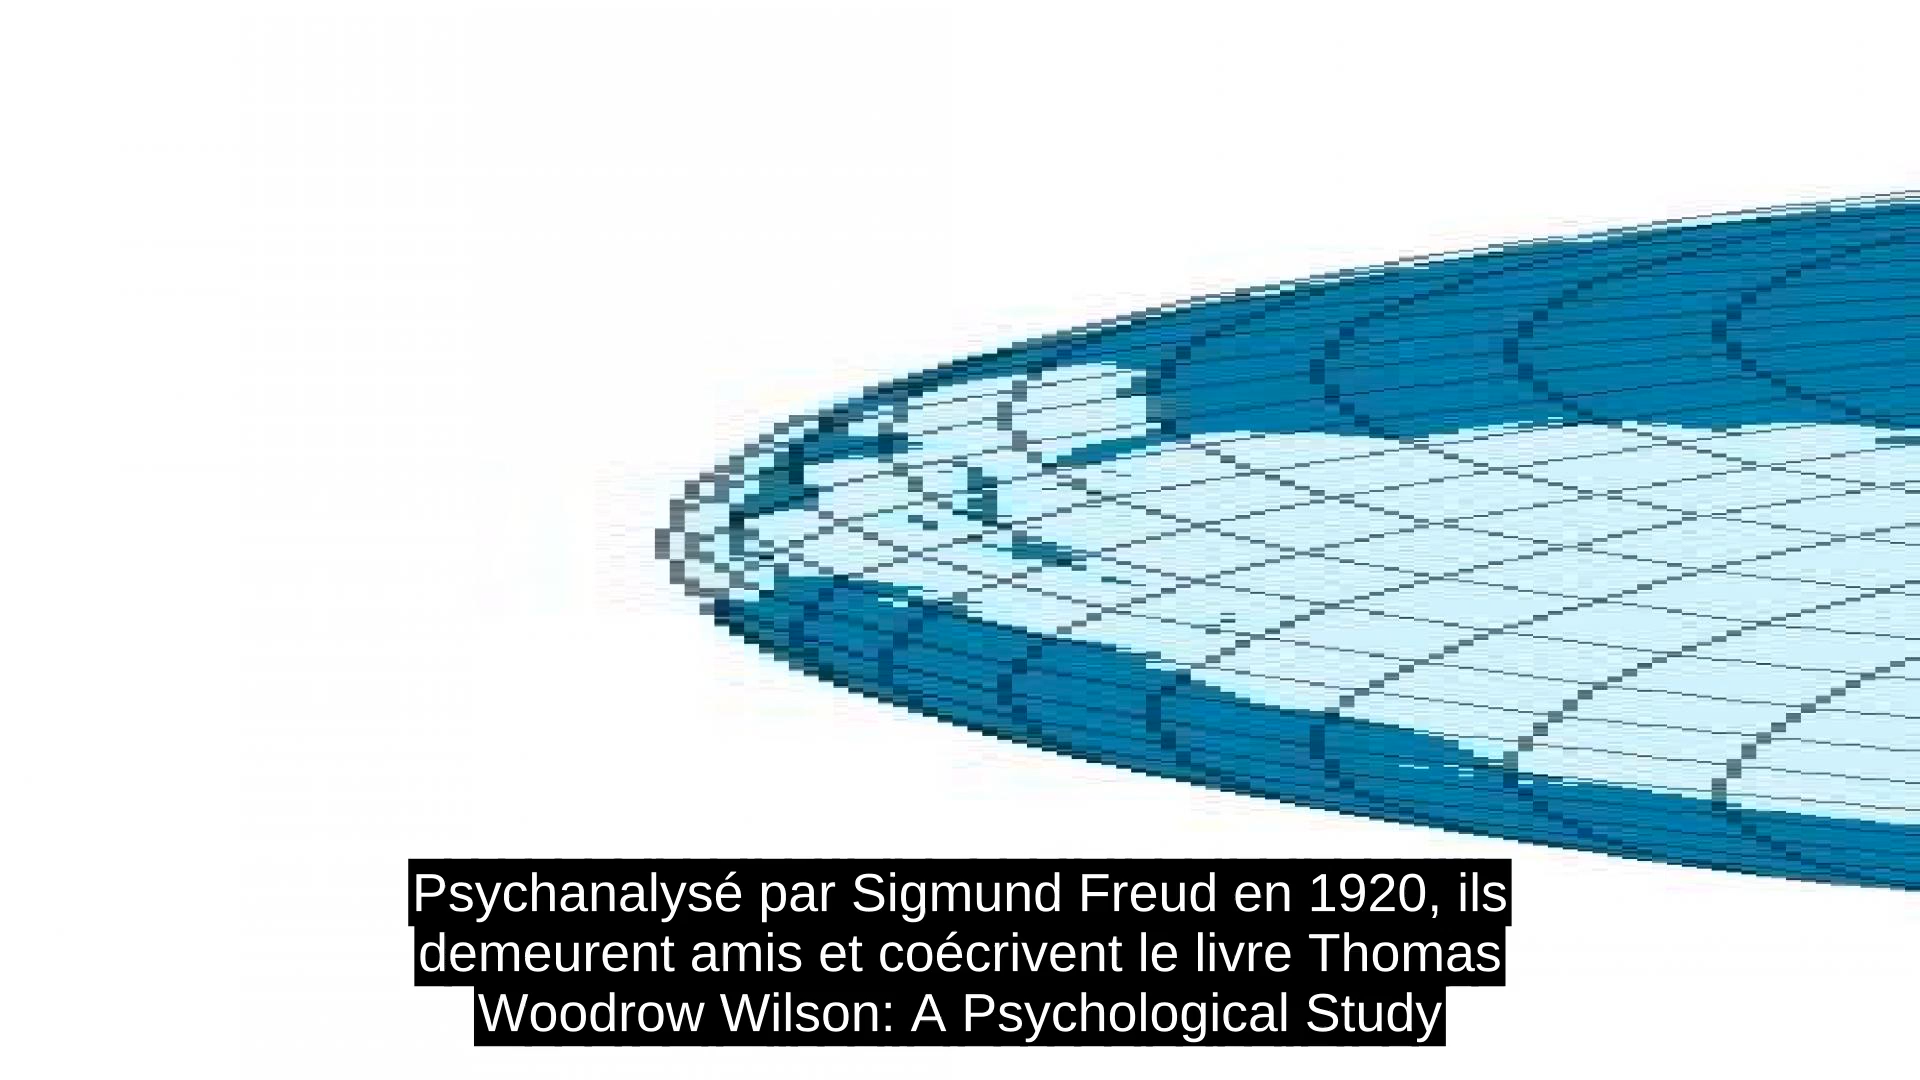 Psychanalysé par Sigmund Freud en 1920, ils
demeurent amis et coécrivent le livre Thomas
Woodrow Wilson: A Psychological Study